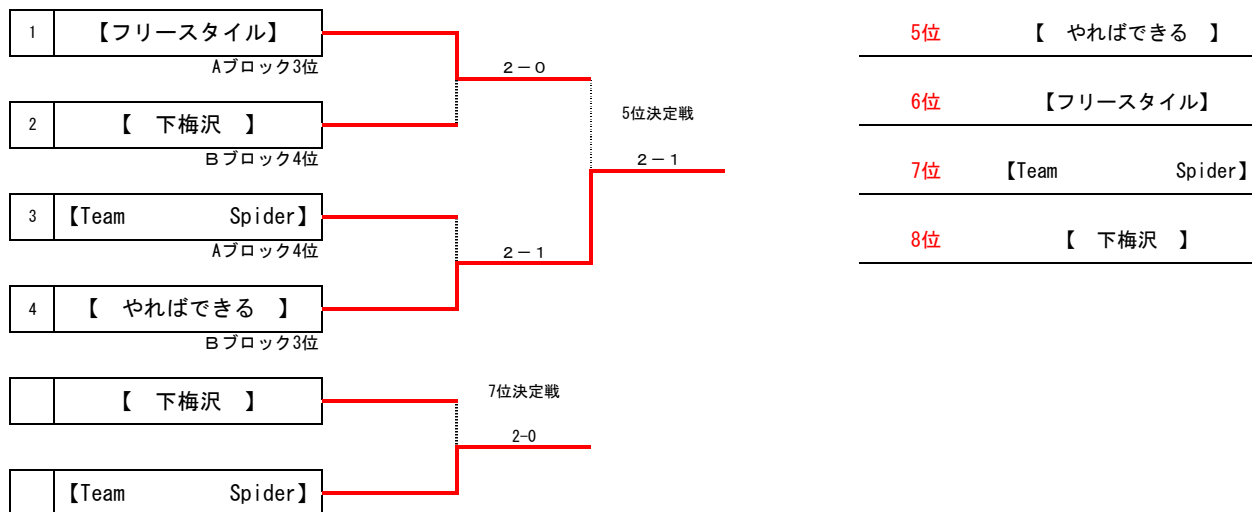 1 【フリースタイル】
Aブロック3位
2－0
2 【　下梅沢　】
Ｂブロック4位
5位決定戦
2－1
3 【Team　　　　Spider】
Aブロック4位
2－1
4 【　やればできる　】
Ｂブロック3位
【　下梅沢　】
7位決定戦
2-0
【Team　　　　Spider】
5位 【　やればできる　】
6位 【フリースタイル】
7位 【Team　　　　Spider】
8位 【　下梅沢　】